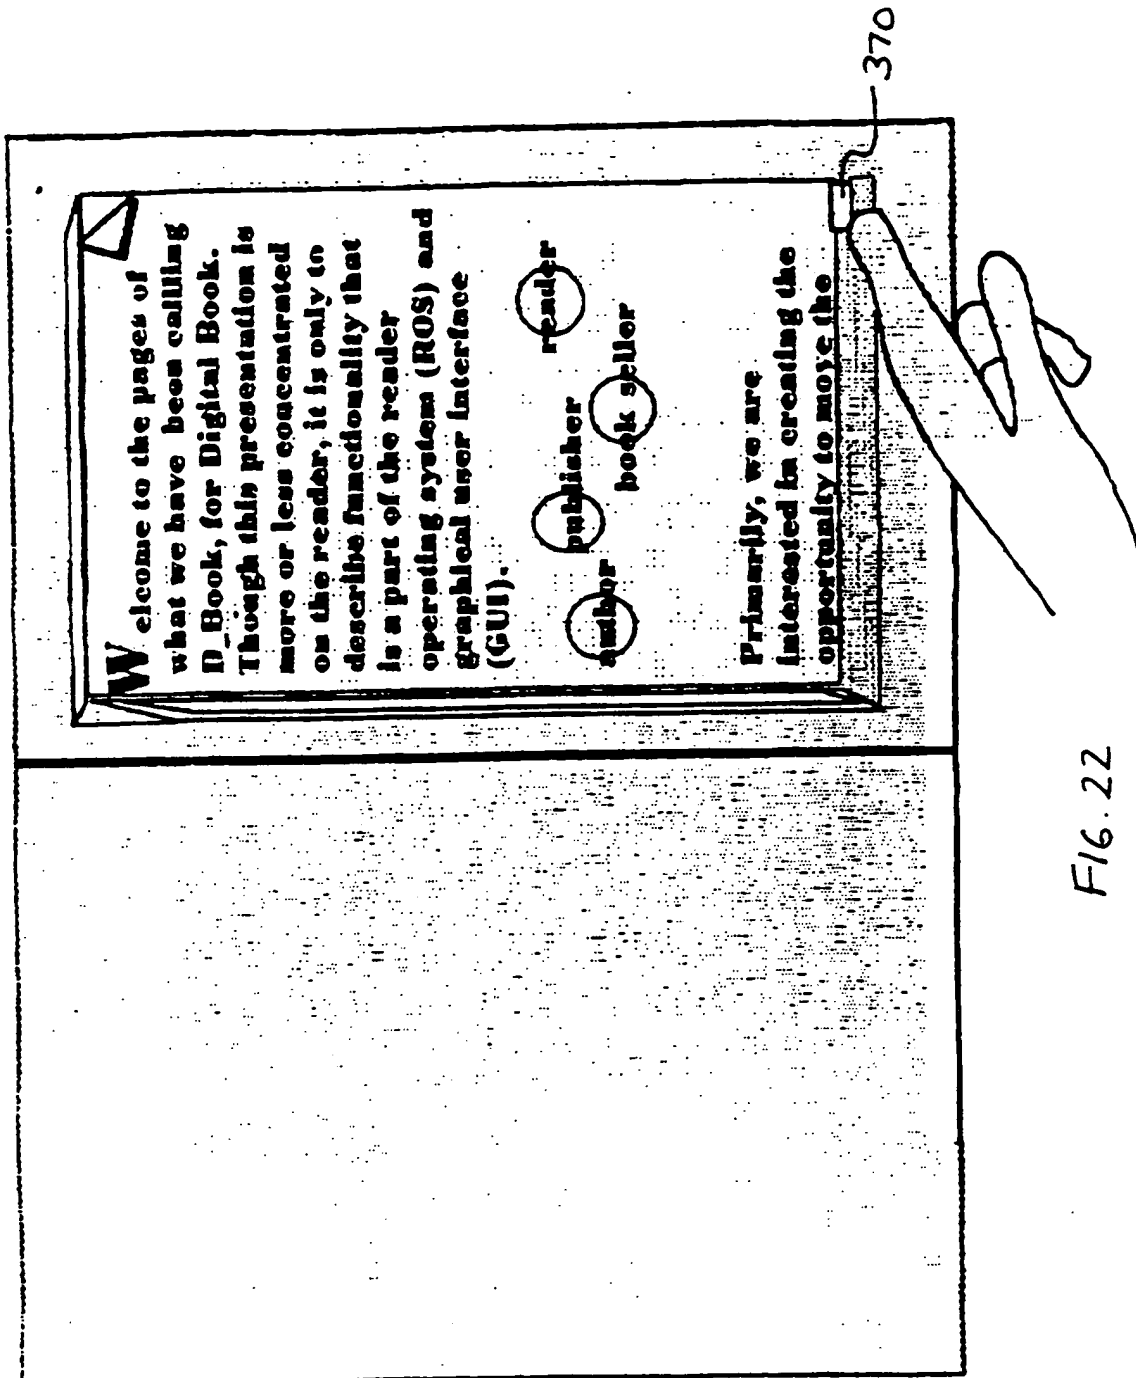 Welcome to the pages of
what we have been calling
D_Book, for Digital Book.
Though this presentation is
more or less concentrated
on the reader, it is only to
describe functionality that
is a part of the reader
operating system (ROS) and
graphical user interface
(GUI).
author
publisher
book seller
reader
Primarily, we are
interested in creating the
opportunity to move the
370
FIG. 22